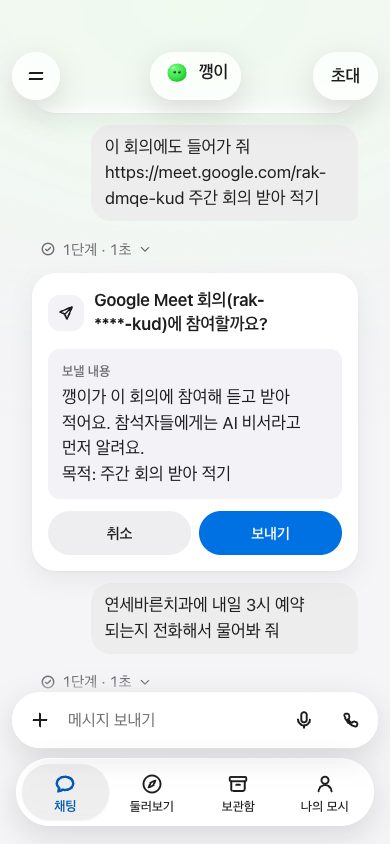 깽이
초대
이 회의에도 들어가 줘
https://meet.google.com/rak-
dmqe-kud 주간 회의 받아 적기
1단계 · 1초
Google Meet 회의(rak-
****-kud)에 참여할까요?
보낼 내용
깽이가 이 회의에 참여해 듣고 받아
적어요. 참석자들에게는 AI 비서라고
먼저 알려요.
목적: 주간 회의 받아 적기
취소
보내기
연세바른치과에 내일 3시 예약
되는지 전화해서 물어봐 줘
1단계 · 1초
메시지 보내기
채팅
둘러보기
보관함
나의 모시